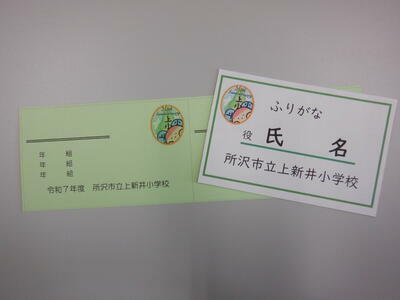 年 組
年 組
年 組
令和7年度 所沢市立上新井小学校
ふりがな
役 氏 名
所沢市立上新井小学校